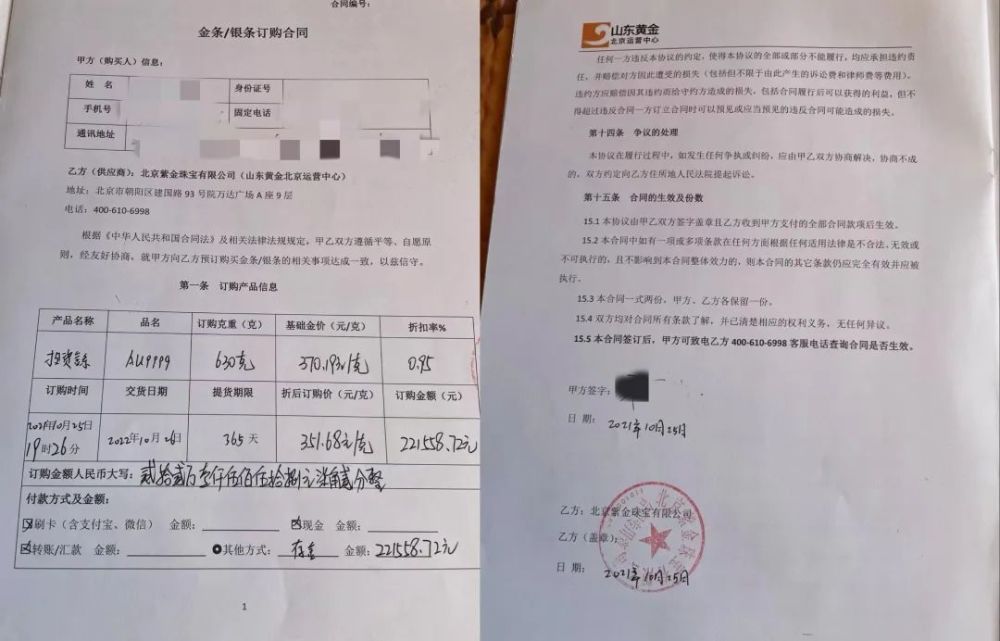 合同编号：
金条/银条订购合同
甲方（购买人）信息：
姓 名
身份证号
手机号
固定电话
通讯地址
乙方（供应商）：北京紫金珠宝有限公司（山东黄金北京运营中心）
地址：北京市朝阳区建国路 93 号院万达广场 A 座 9 层
电话：400-610-6998
根据《中华人民共和国合同法》及相关法律法规规定，甲乙双方遵循平等、自愿原
则，经友好协商，就甲方向乙方预订购买金条/银条的相关事项达成一致，以兹信守。
第一条 订购产品信息
产品名称 品名 订购克重（克） 基础金价（元/克） 折扣率%
投资金条 AU9999 630克 370.19元/克 0.95
订购时间 交货日期 提货期限 折后订购价（元/克） 订购金额（元）
2021年10月25日
19时26分 2022年10月26日 365 天 351.68元/克 221558.72元
订购金额人民币大写：贰拾贰万壹仟伍佰伍拾捌元柒角贰分整
付款方式及金额：
刷卡（含支付宝、微信） 金额： 现金 金额：
转账/汇款 金额： 其他方式： 存金 金额：221558.72元
1
山东黄金
北京运营中心
任何一方违反本协议的约定，使得本协议的全部或部分不能履行，均应承担违约责
任，并赔偿对方因此遭受的损失（包括但不限于由此产生的诉讼费和律师费等费用）。
违约方应赔偿因其违约而给守约方造成的损失，包括合同履行后可以获得的利益，但不
得超过违反合同一方订立合同时可以预见或应当预见的违反合同可能造成的损失。
第十四条 争议的处理
本协议在履行过程中，如发生任何争执或纠纷，应由甲乙双方协商解决，协商不成
的，双方约定向乙方住所地人民法院提起诉讼。
第十五条 合同的生效及份数
15.1 本协议由甲乙双方签字盖章且乙方收到甲方支付的全部合同款项后生效。
15.2 本合同中如有一项或多项条款在任何方面根据任何适用法律是不合法、无效或
不可执行的，且不影响到本合同整体效力的，则本合同的其它条款仍应完全有效并应被
执行。
15.3 本合同一式两份，甲方、乙方各保留一份。
15.4 双方均对合同所有条款了解，并已清楚相应的权利义务，无任何异议。
15.5 本合同签订后，甲方可致电乙方 400-610-6998 客服电话查询合同是否生效。
甲方签字：
日 期： 2021年10月25日
乙方：北京紫金珠宝有限公司
乙方（盖章）：
日 期： 2021年10月25日